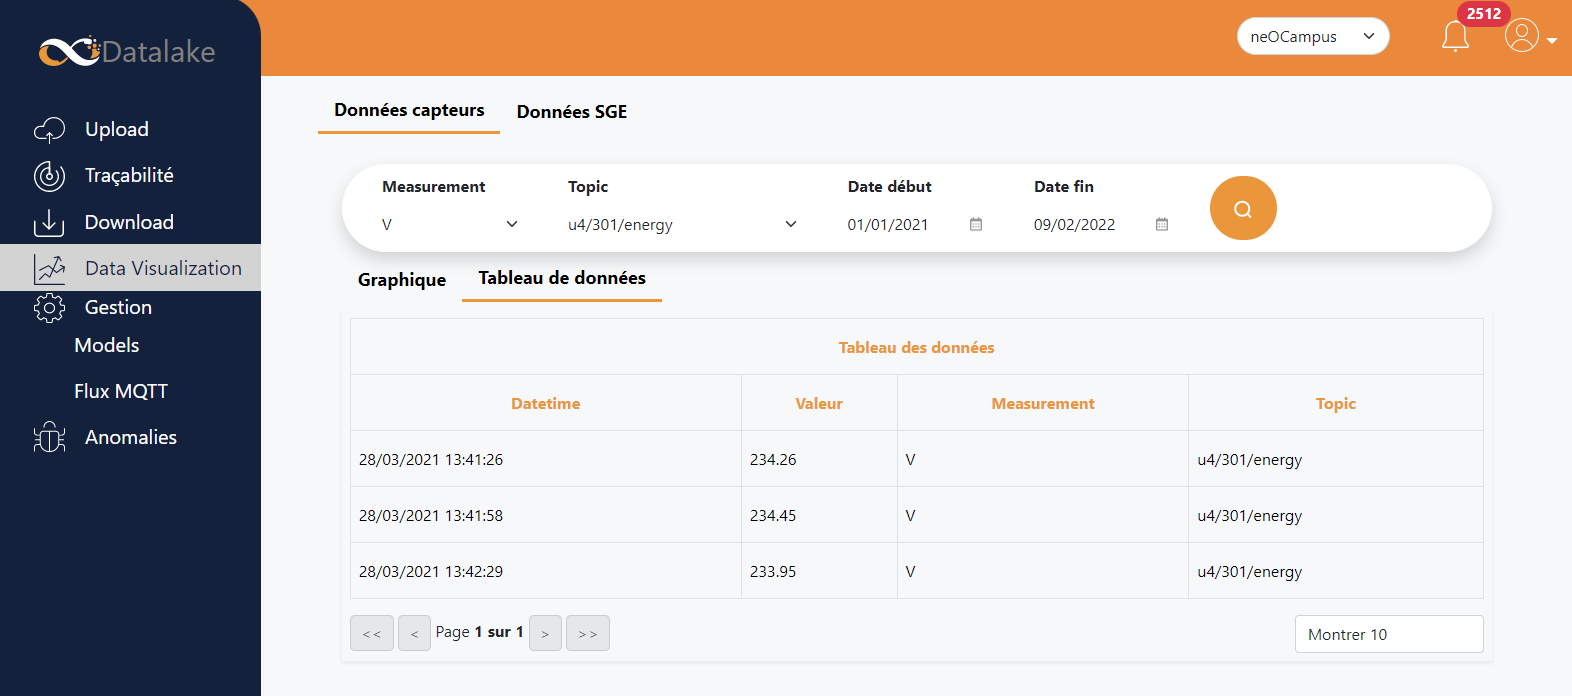 Datalake
neOCampus
2512
Upload
Traçabilité
Download
Data Visualization
Gestion
Models
Flux MQTT
Anomalies
Données capteurs Données SGE
Measurement Topic Date début Date fin
V u4/301/energy 01/01/2021 09/02/2022
Graphique Tableau de données
Tableau des données
Datetime Valeur Measurement Topic
28/03/2021 13:41:26 234.26 V u4/301/energy
28/03/2021 13:41:58 234.45 V u4/301/energy
28/03/2021 13:42:29 233.95 V u4/301/energy
<< < Page 1 sur 1 > >> Montrer 10